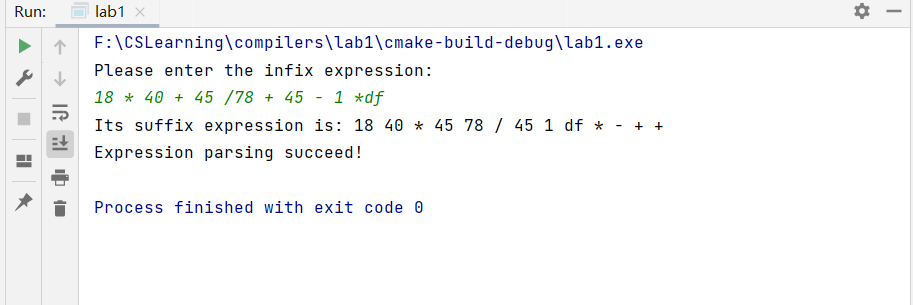 Run: lab1
F:\CSLearning\compilers\lab1\cmake-build-debug\lab1.exe
Please enter the infix expression:
18 * 40 + 45 /78 + 45 - 1 *df
Its suffix expression is: 18 40 * 45 78 / 45 1 df * - + +
Expression parsing succeed!
Process finished with exit code 0